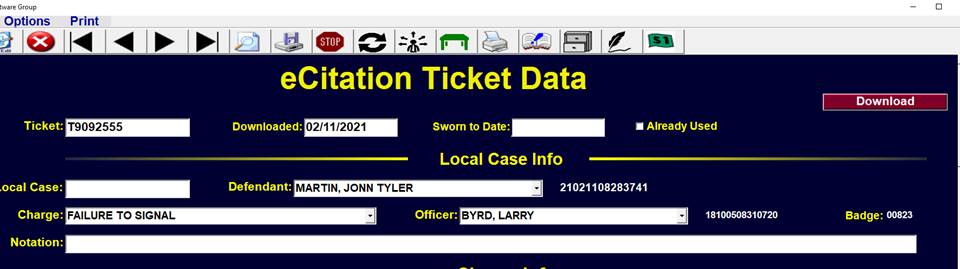 tware Group
Options Print
STOP $1
eCitation Ticket Data
Download
Ticket: T9092555 Downloaded: 02/11/2021 Sworn to Date: Already Used
Local Case Info
Local Case: Defendant: MARTIN, JONN TYLER 21021108283741
Charge: FAILURE TO SIGNAL Officer: BYRD, LARRY 18100508310720 Badge: 00823
Notation: